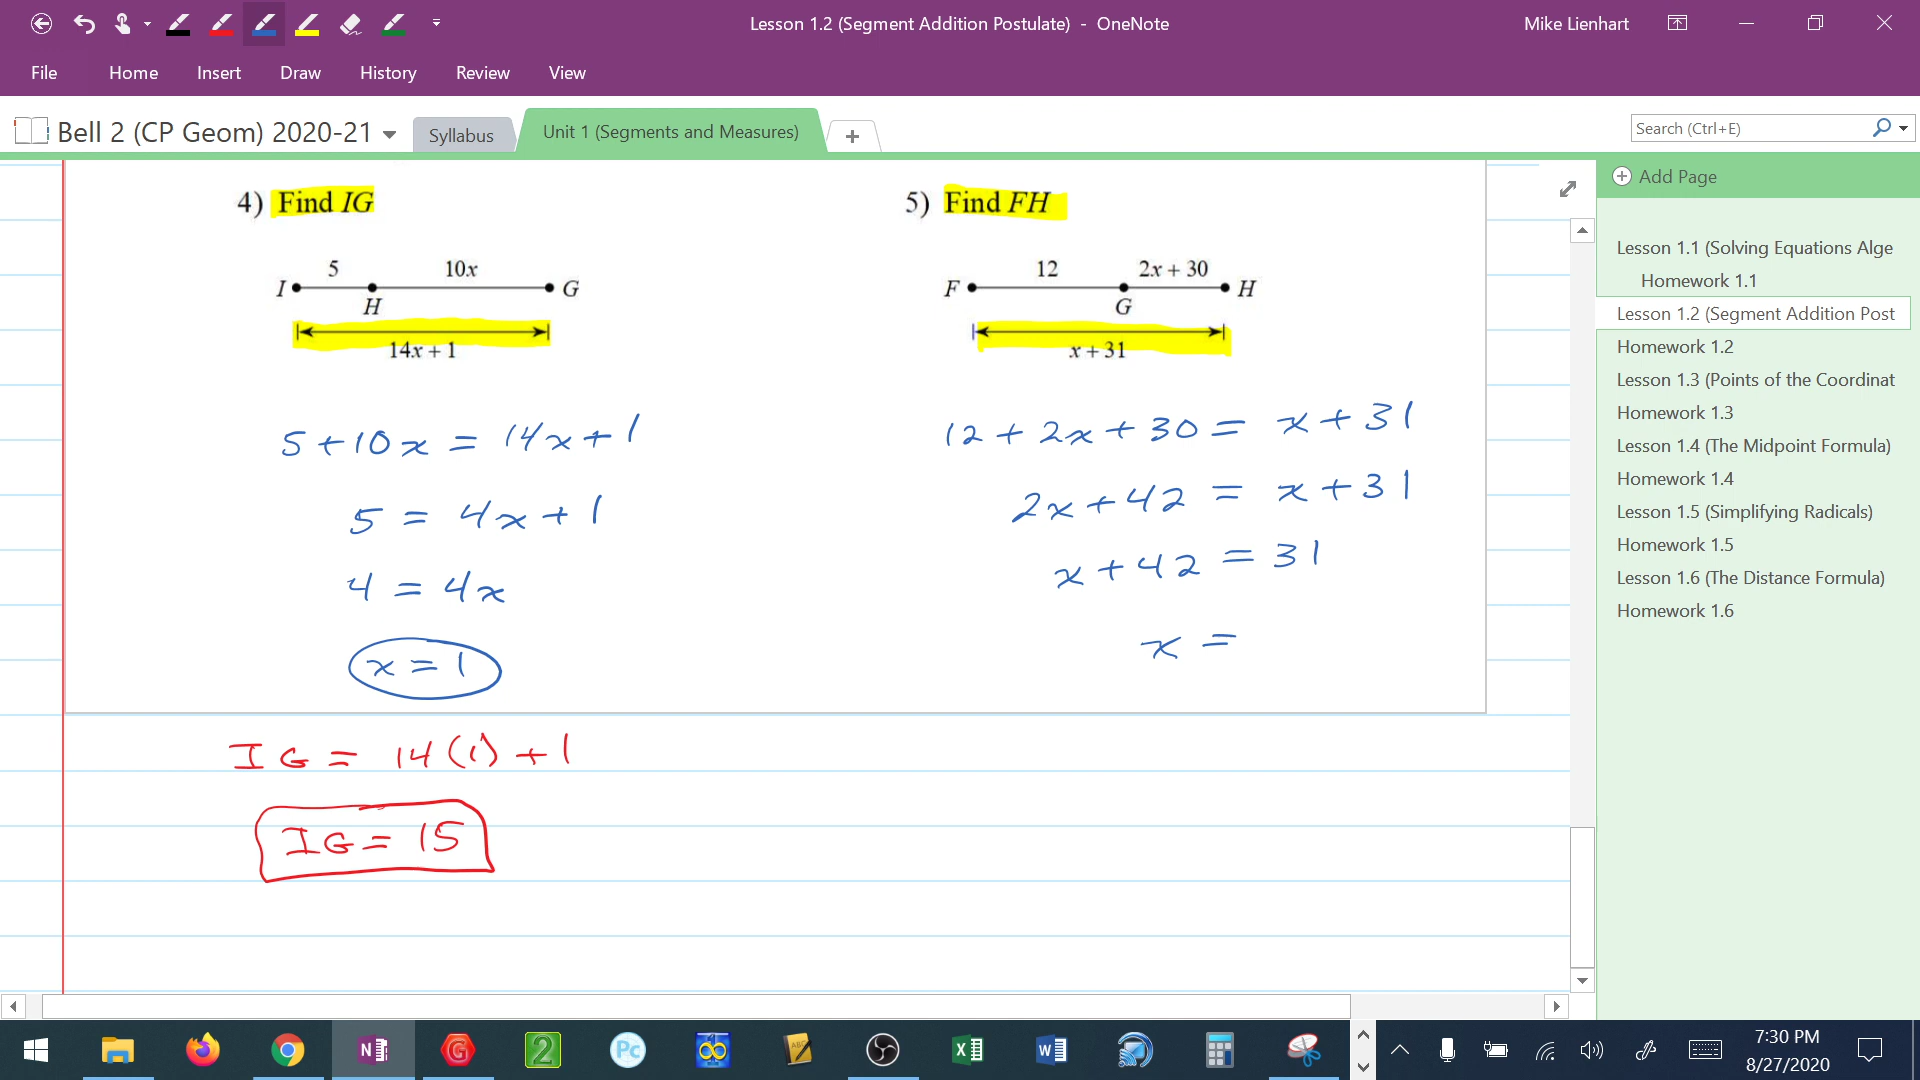 Lesson 1.2 (Segment Addition Postulate) - OneNote
Mike Lienhart
File Home Insert Draw History Review View
Bell 2 (CP Geom) 2020-21
Syllabus
Unit 1 (Segments and Measures)
+
Search (Ctrl+E)
4) Find IG
5 10x
I H G
14x + 1
5 + 10x = 14x + 1
5 = 4x + 1
4 = 4x
x = 1
IG = 14(1) + 1
IG = 15
5) Find FH
12 2x + 30
F G H
x + 31
12 + 2x + 30 = x + 31
2x + 42 = x + 31
x + 42 = 31
x =
Add Page
Lesson 1.1 (Solving Equations Alge
Homework 1.1
Lesson 1.2 (Segment Addition Post
Homework 1.2
Lesson 1.3 (Points of the Coordinat
Homework 1.3
Lesson 1.4 (The Midpoint Formula)
Homework 1.4
Lesson 1.5 (Simplifying Radicals)
Homework 1.5
Lesson 1.6 (The Distance Formula)
Homework 1.6
N
G
2
Pc
ABC
X
W
7:30 PM
8/27/2020